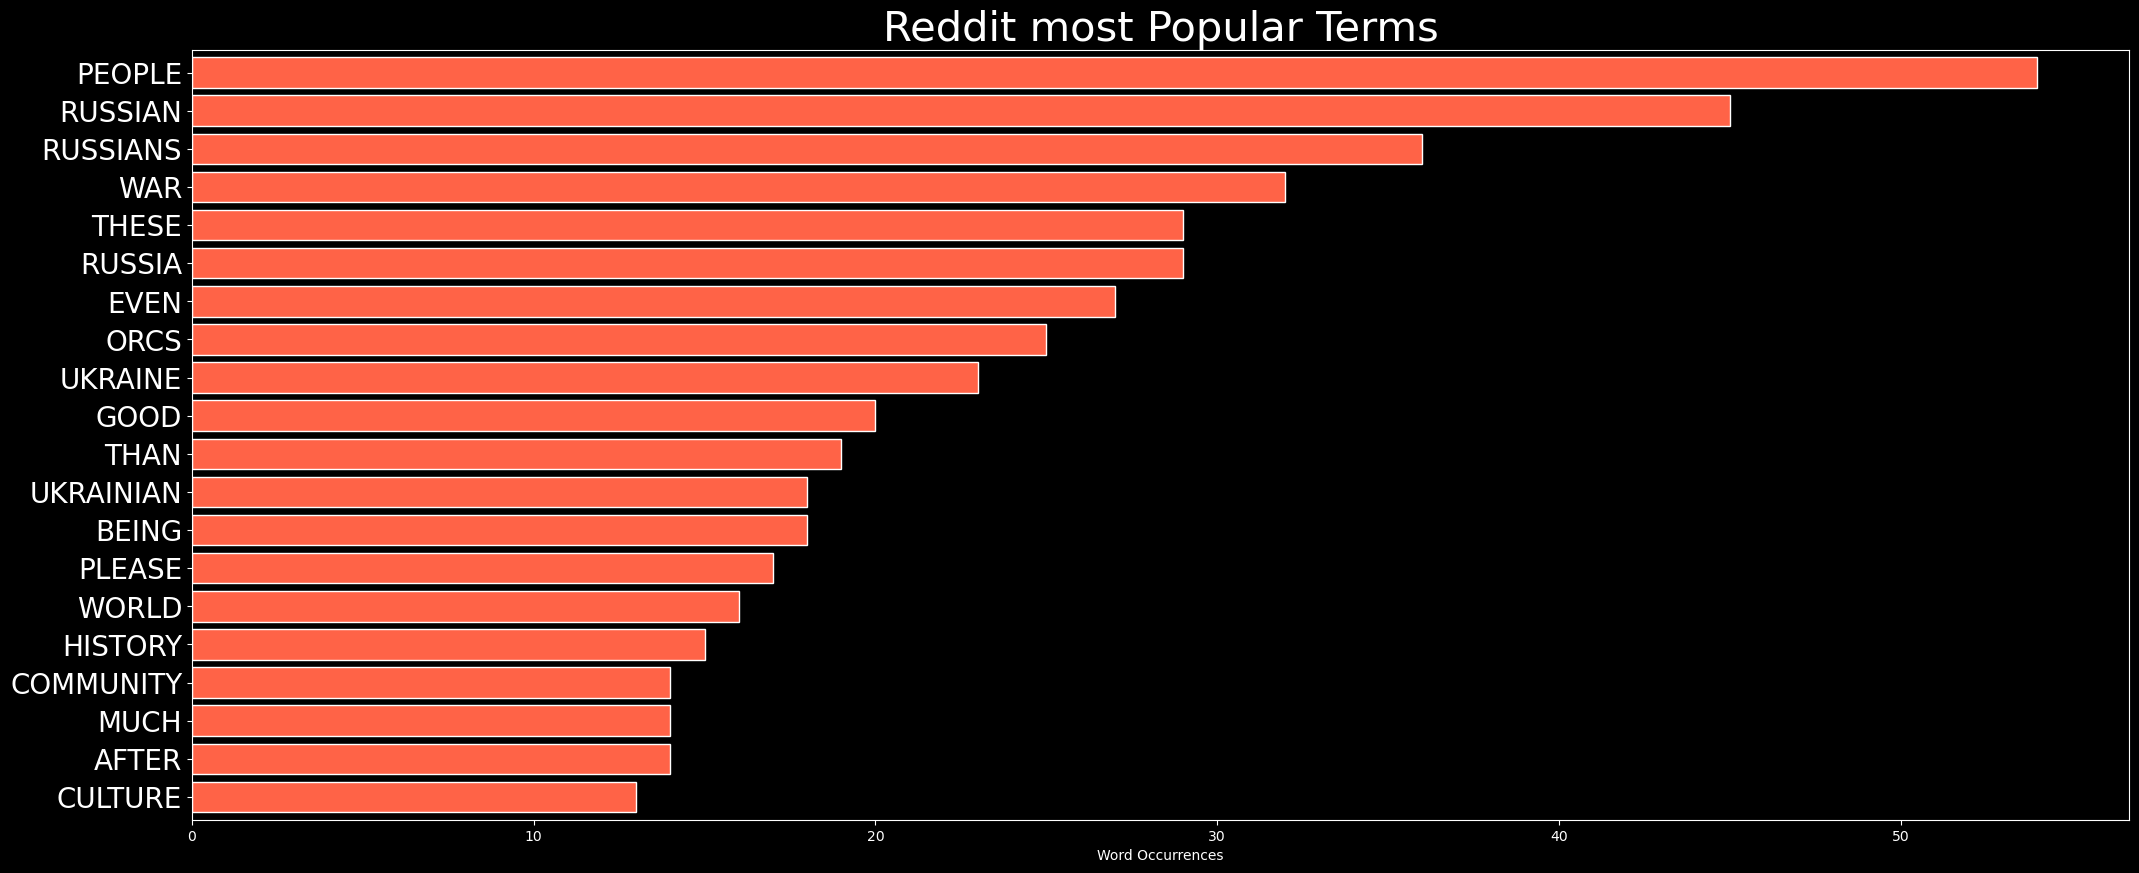 Reddit most Popular Terms
PEOPLE
RUSSIAN
RUSSIANS
WAR
THESE
RUSSIA
EVEN
ORCS
UKRAINE
GOOD
THAN
UKRAINIAN
BEING
PLEASE
WORLD
HISTORY
COMMUNITY
MUCH
AFTER
CULTURE
0 10 20 30 40 50
Word Occurrences